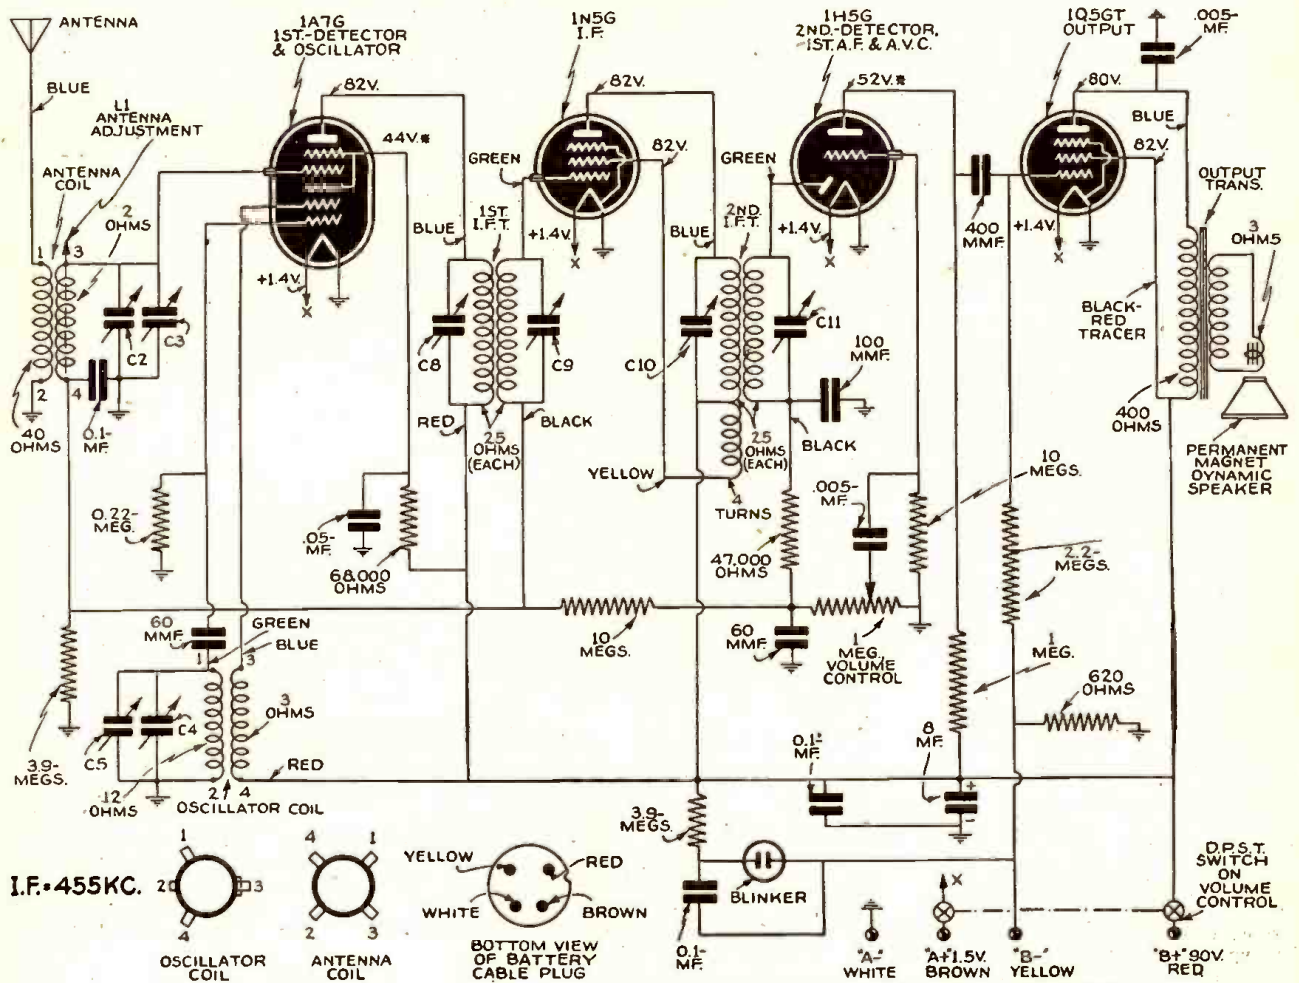 ANTENNA
1A7G
1ST.-DETECTOR
& OSCILLATOR
1N5G
I.F.
1H5G
2ND.-DETECTOR,
1ST.A.F. & A.V.C.
1Q5GT
OUTPUT
.005-
MF.
BLUE
82V.
82V.
52V.*
80V.
L1
ANTENNA
ADJUSTMENT
44V.*
GREEN
82V.
GREEN
BLUE
82V.
ANTENNA
COIL
2
OHMS
OUTPUT
TRANS.
1
3
BLUE
1ST.
I.F.T.
BLUE
2ND.
I.F.T.
400
MMF.
3
OHMS
+1.4V.
X
+1.4V.
X
+1.4V.
X
+1.4V.
X
C2
C3
C8
C9
C10
C11
100
MMF.
BLACK-
RED
TRACER
2
4
40
OHMS
0.1-
MF.
RED
25
OHMS
(EACH)
BLACK
25
OHMS
(EACH)
BLACK
400
OHMS
PERMANENT
MAGNET
DYNAMIC
SPEAKER
YELLOW
4
TURNS
10
MEGS.
0.22-
MEG.
.05-
MF.
68,000
OHMS
.005-
MF.
47,000
OHMS
2.2-
MEGS.
60
MMF.
GREEN
BLUE
10
MEGS.
60
MMF.
1
MEG.,
VOLUME
CONTROL
1
MEG.
1
3
C5
C4
3
OHMS
620
OHMS
3.9-
MEGS.
12
OHMS
2
4
RED
OSCILLATOR COIL
0.1-
MF.
8
MF.
+
-
3.9-
MEGS.
I.F.=455KC.
1
2
3
4
OSCILLATOR
COIL
4
1
2
3
ANTENNA
COIL
YELLOW
RED
WHITE
BROWN
BOTTOM VIEW
OF BATTERY
CABLE PLUG
BLINKER
0.1-
MF.
X
D.P.S.T.
SWITCH
ON
VOLUME
CONTROL
"A-"
WHITE
"A+"1.5V.
BROWN
"B-"
YELLOW
"B+"90V.
RED